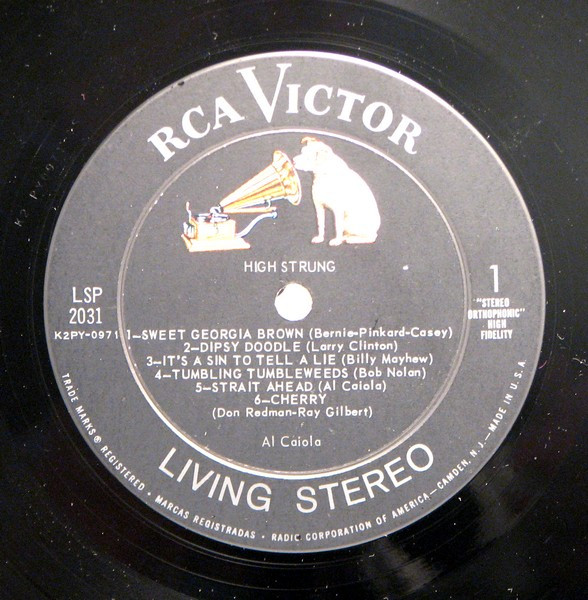 RCA VICTOR
HIGH STRUNG
LSP
2031
K2PY-0971
1
"STEREO
ORTHOPHONIC"
HIGH
FIDELITY
1–SWEET GEORGIA BROWN (Bernie-Pinkard-Casey)
2–DIPSY DOODLE (Larry Clinton)
3–IT'S A SIN TO TELL A LIE (Billy Mayhew)
4–TUMBLING TUMBLEWEEDS (Bob Nolan)
5–STRAIT AHEAD (Al Caiola)
6–CHERRY
(Don Redman-Ray Gilbert)
Al Caiola
LIVING STEREO
TRADE MARKS ® REGISTERED • MARCAS REGISTRADAS • RADIO CORPORATION OF AMERICA—CAMDEN, N.J.—MADE IN U.S.A.